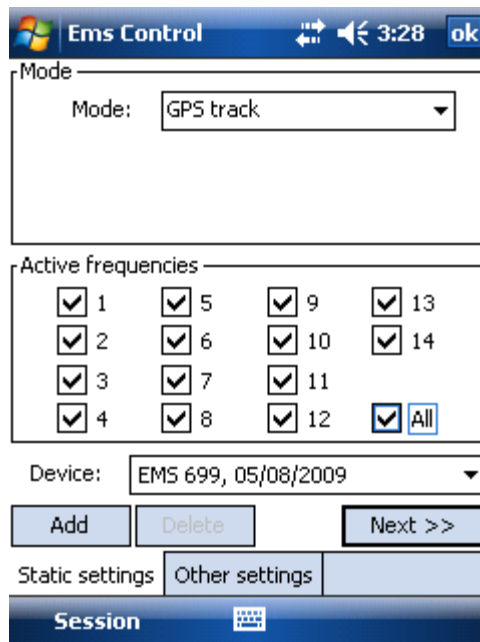 Ems Control 3:28 ok
Mode
Mode: GPS track
Active frequencies
1 5 9 13
2 6 10 14
3 7 11
4 8 12 All
Device: EMS 699, 05/08/2009
Add Delete Next >>
Static settings Other settings
Session